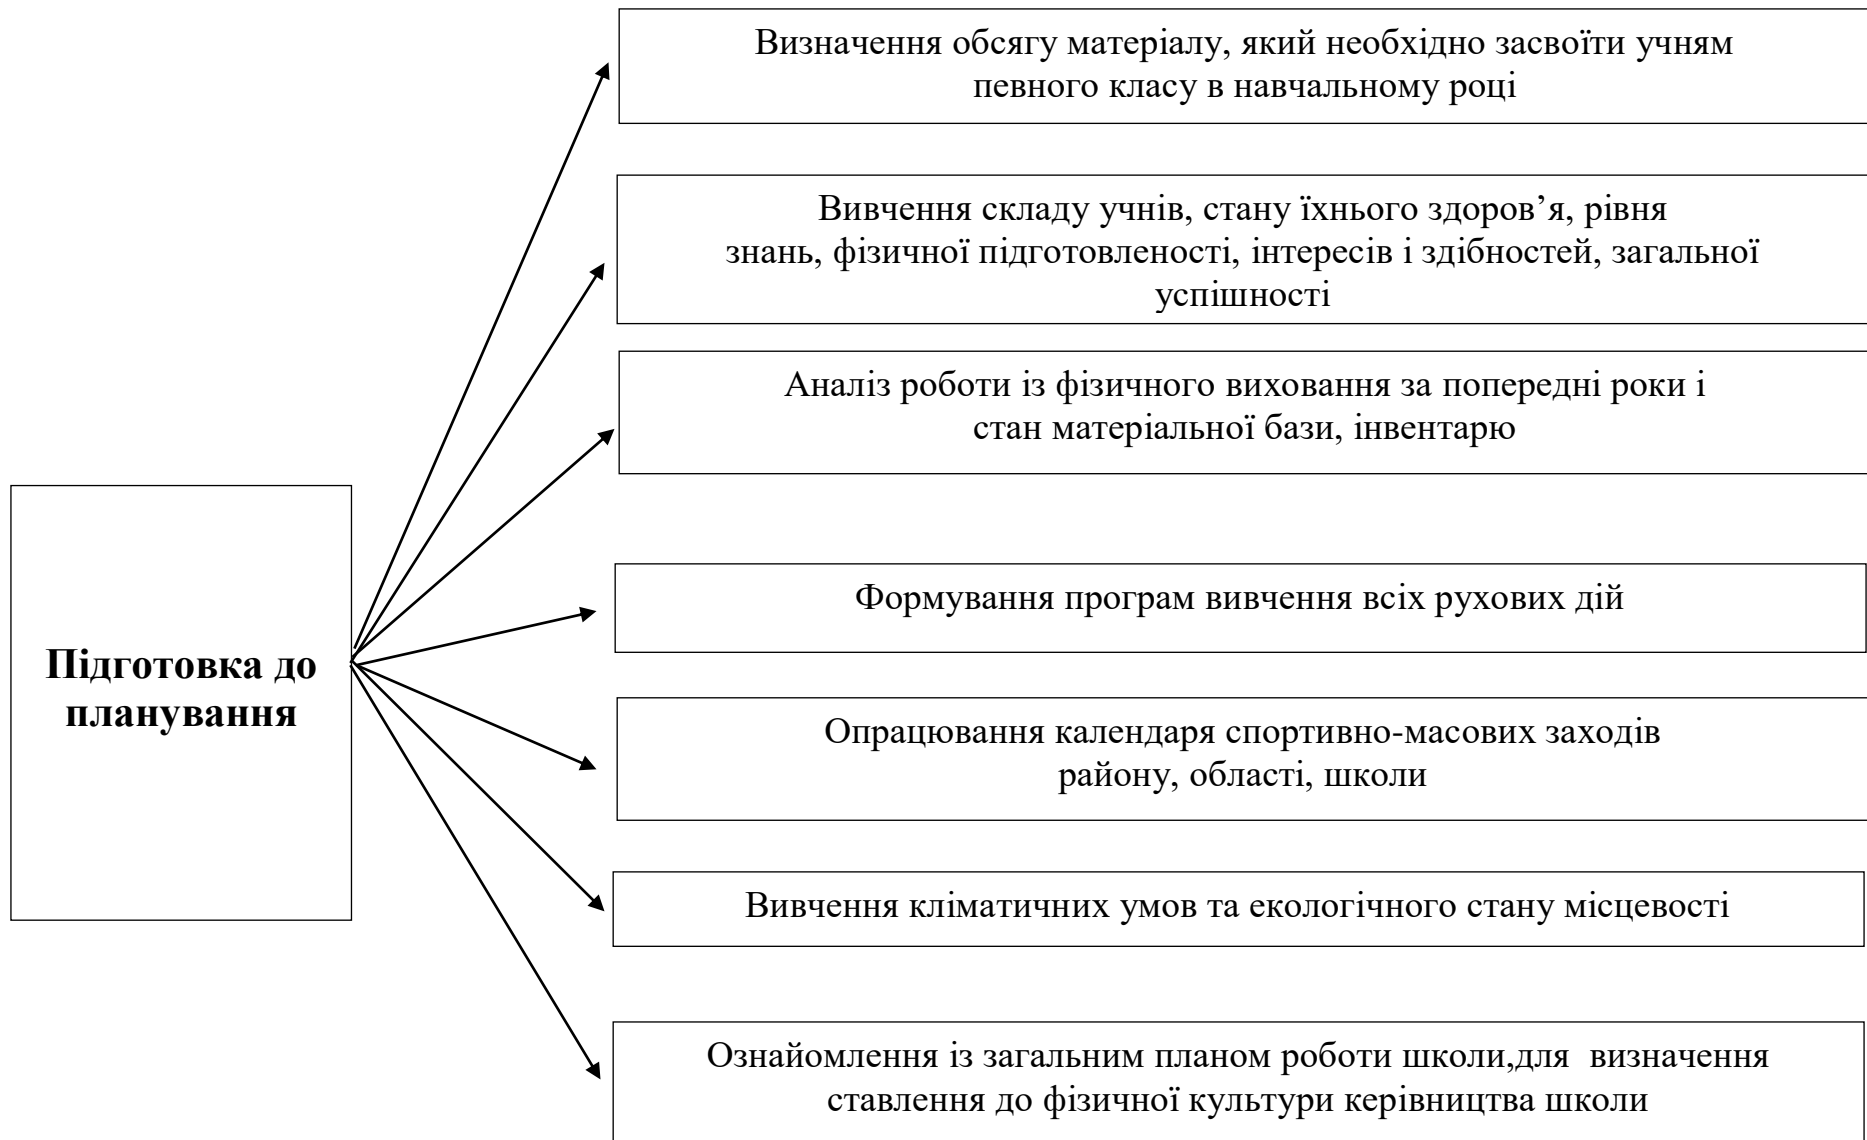 Визначення обсягу матеріалу, який необхідно засвоїти учням
певного класу в навчальному році
Вивчення складу учнів, стану їхнього здоров’я, рівня
знань, фізичної підготовленості, інтересів і здібностей, загальної
успішності
Аналіз роботи із фізичного виховання за попередні роки і
стан матеріальної бази, інвентарю
Підготовка до
планування
Формування програм вивчення всіх рухових дій
Опрацювання календаря спортивно-масових заходів
району, області, школи
Вивчення кліматичних умов та екологічного стану місцевості
Ознайомлення із загальним планом роботи школи,для  визначення
ставлення до фізичної культури керівництва школи